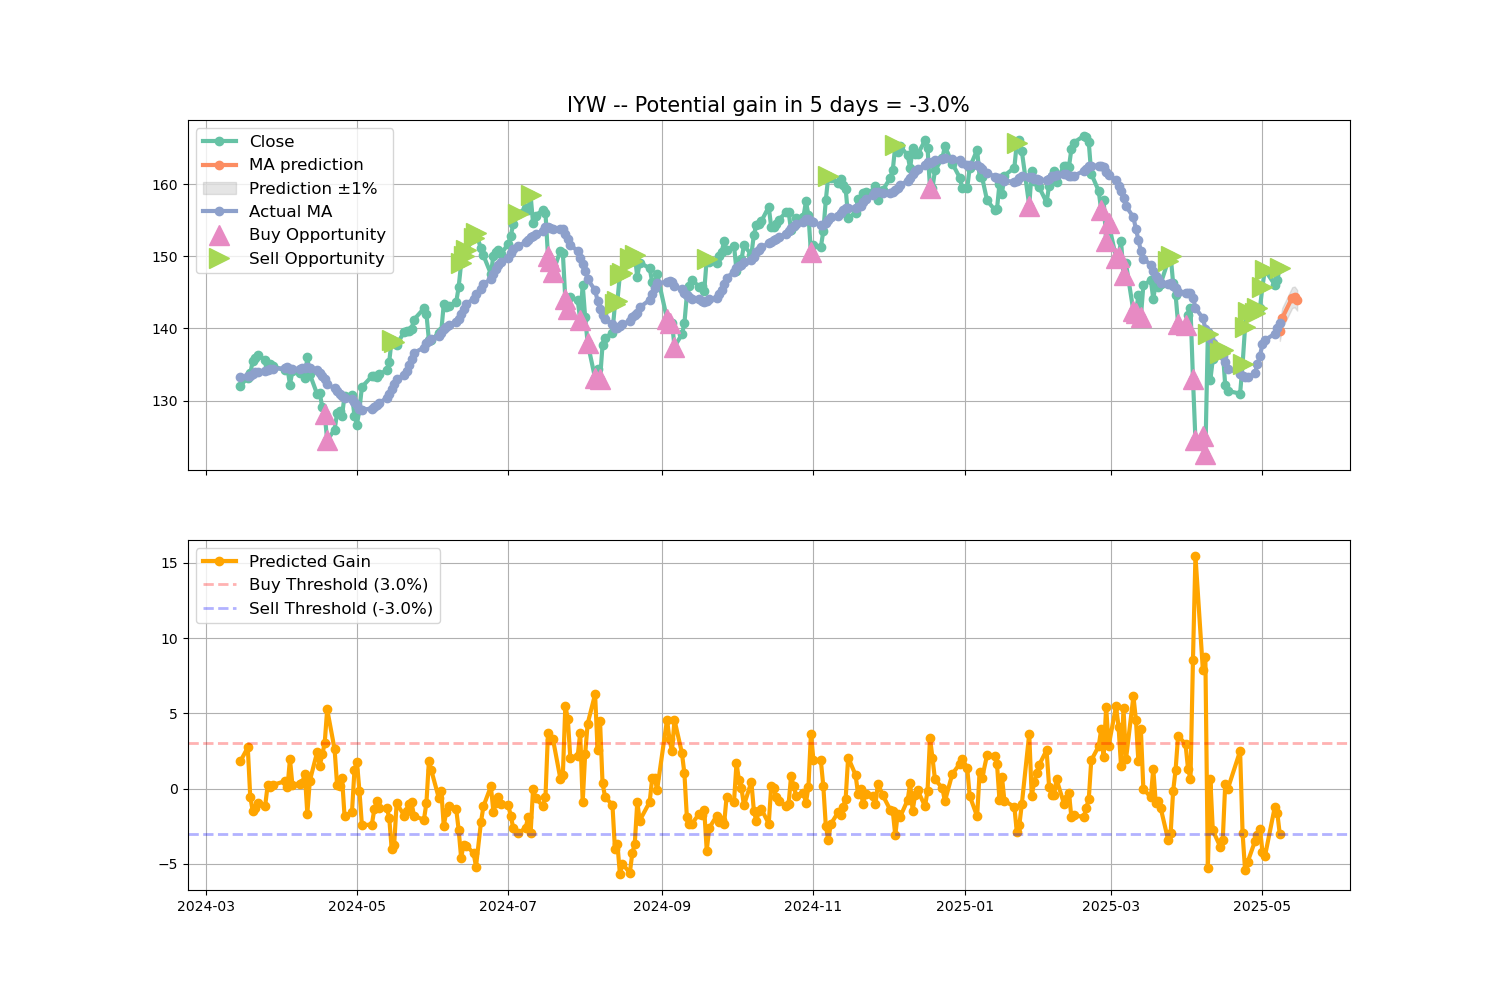 IYW -- Potential gain in 5 days = -3.0%
Close
MA prediction
Prediction ±1%
Actual MA
Buy Opportunity
Sell Opportunity
160
150
140
130
Predicted Gain
Buy Threshold (3.0%)
Sell Threshold (-3.0%)
15
10
5
0
−5
2024-03 2024-05 2024-07 2024-09 2024-11 2025-01 2025-03 2025-05